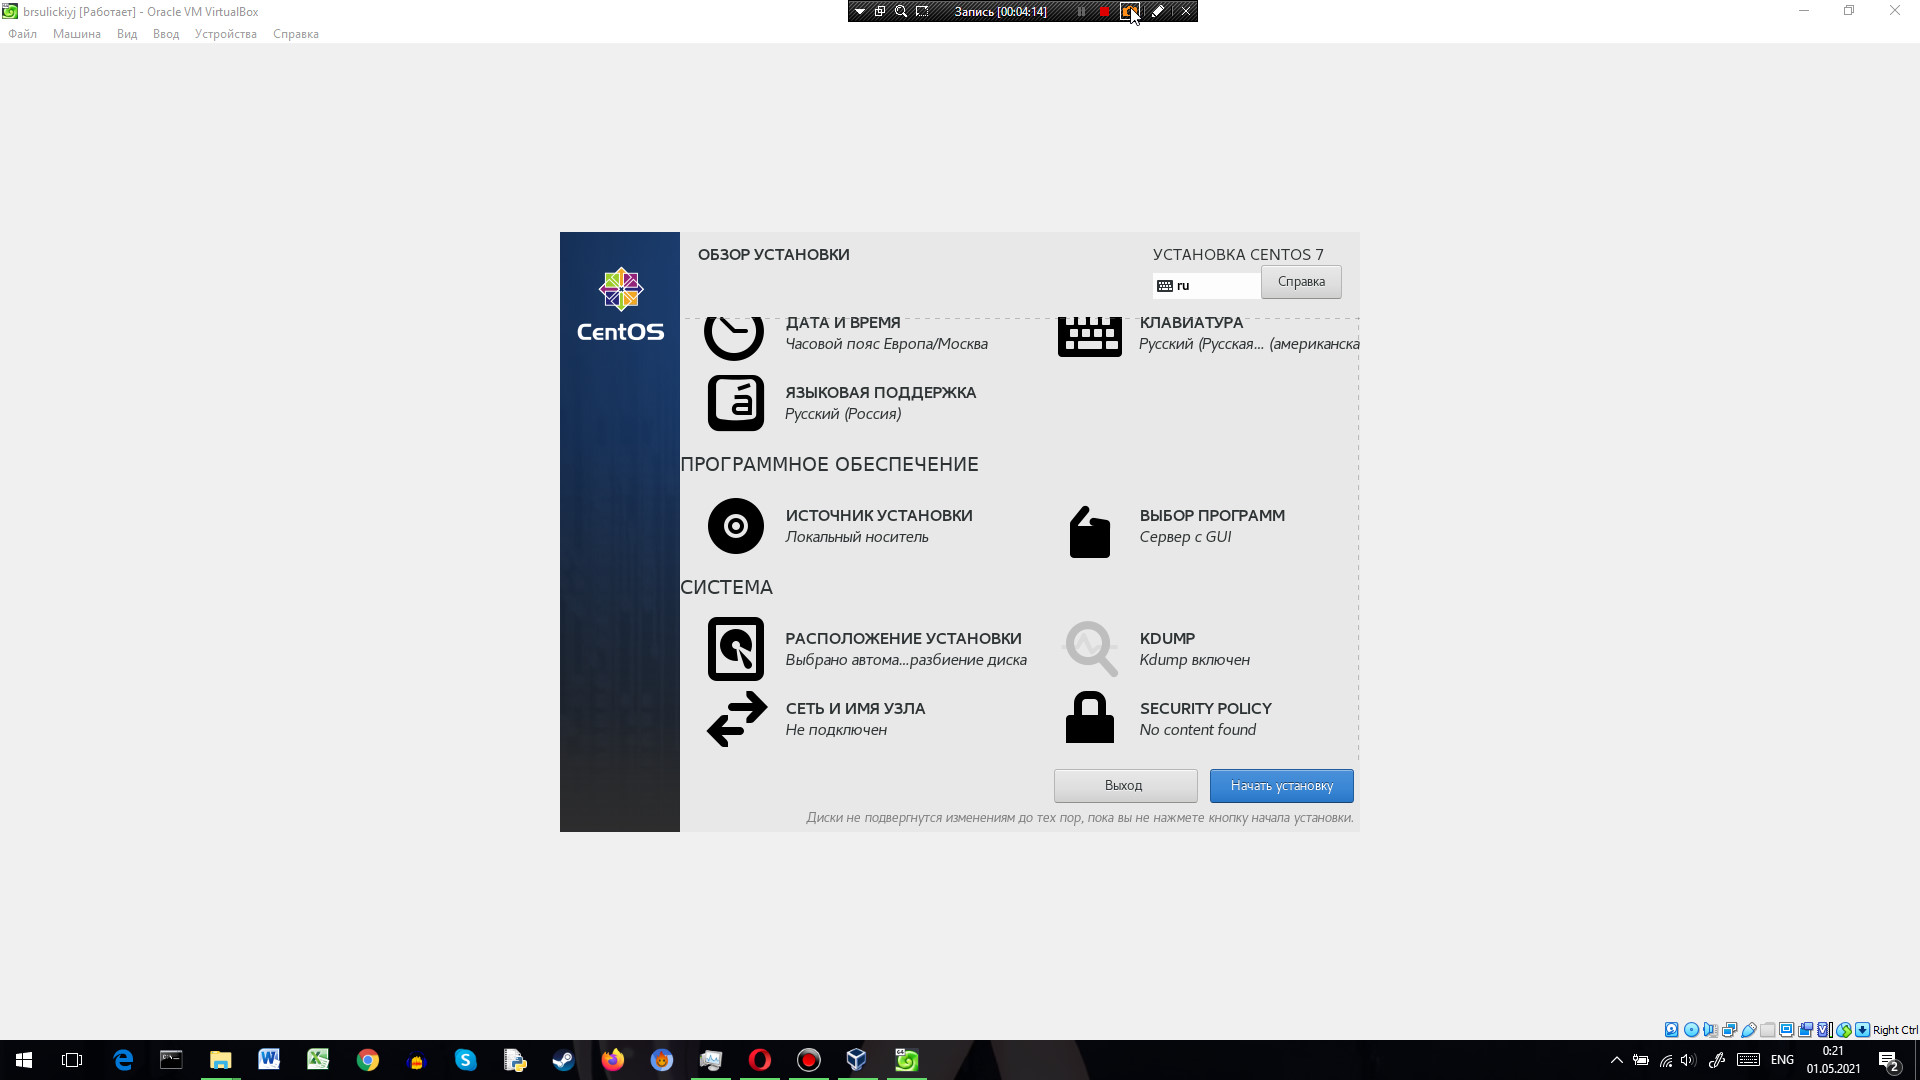 brsulickiyj [Работает] - Oracle VM VirtualBox
Запись [00:04:14]
Файл Машина Вид Ввод Устройства Справка
ОБЗОР УСТАНОВКИ
УСТАНОВКА CENTOS 7
ru
Справка
CentOS
ДАТА И ВРЕМЯ
Часовой пояс Европа/Москва
КЛАВИАТУРА
Русский (Русская... (американска
ЯЗЫКОВАЯ ПОДДЕРЖКА
Русский (Россия)
ПРОГРАММНОЕ ОБЕСПЕЧЕНИЕ
ИСТОЧНИК УСТАНОВКИ
Локальный носитель
ВЫБОР ПРОГРАММ
Сервер с GUI
СИСТЕМА
РАСПОЛОЖЕНИЕ УСТАНОВКИ
Выбрано автома...разбиение диска
KDUMP
Kdump включен
СЕТЬ И ИМЯ УЗЛА
Не подключен
SECURITY POLICY
No content found
Выход
Начать установку
Диски не подвергнутся изменениям до тех пор, пока вы не нажмете кнопку начала установки.
Right Ctrl
ENG
0:21
01.05.2021
2